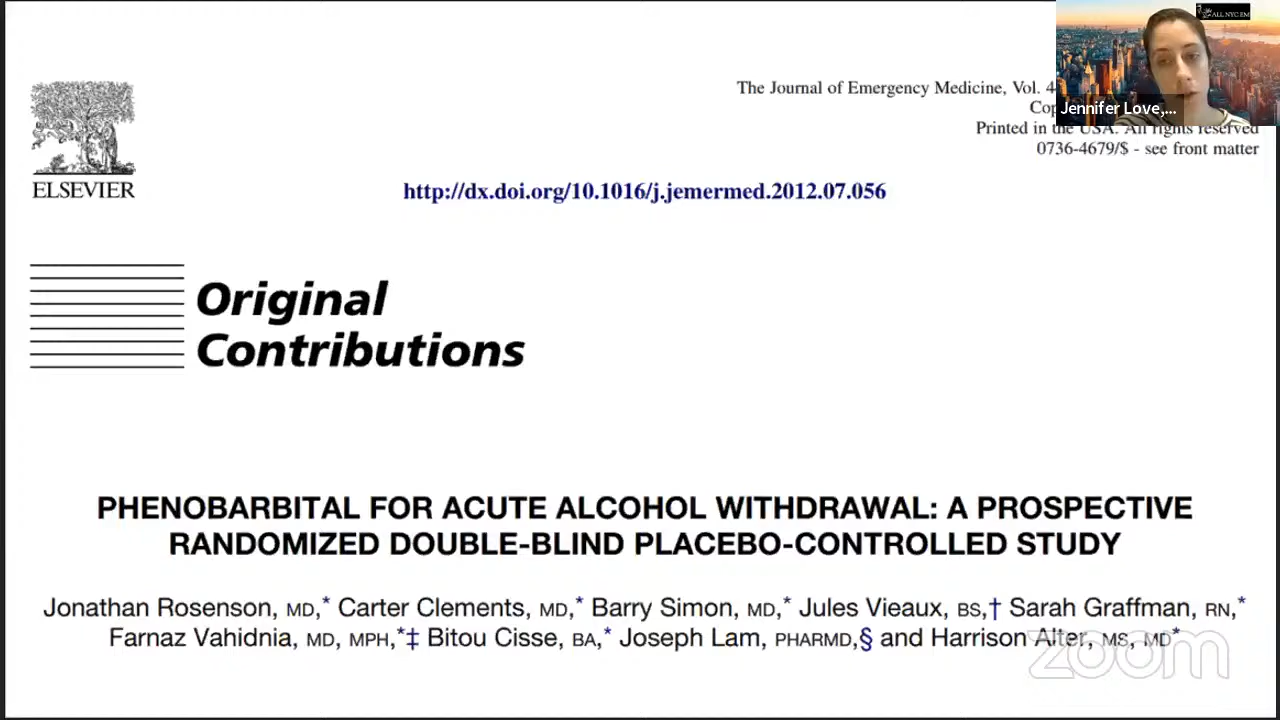 ALL NYC EM
Jennifer Love,...
The Journal of Emergency Medicine, Vol. 4
Cop
Printed in the USA. All rights reserved
0736-4679/$ - see front matter
ELSEVIER
http://dx.doi.org/10.1016/j.jemermed.2012.07.056
Original
Contributions
PHENOBARBITAL FOR ACUTE ALCOHOL WITHDRAWAL: A PROSPECTIVE
RANDOMIZED DOUBLE-BLIND PLACEBO-CONTROLLED STUDY
Jonathan Rosenson, MD,* Carter Clements, MD,* Barry Simon, MD,* Jules Vieaux, BS,† Sarah Graffman, RN,*
Farnaz Vahidnia, MD, MPH,*‡ Bitou Cisse, BA,* Joseph Lam, PHARMD,§ and Harrison Alter, MS, MD*
zoom